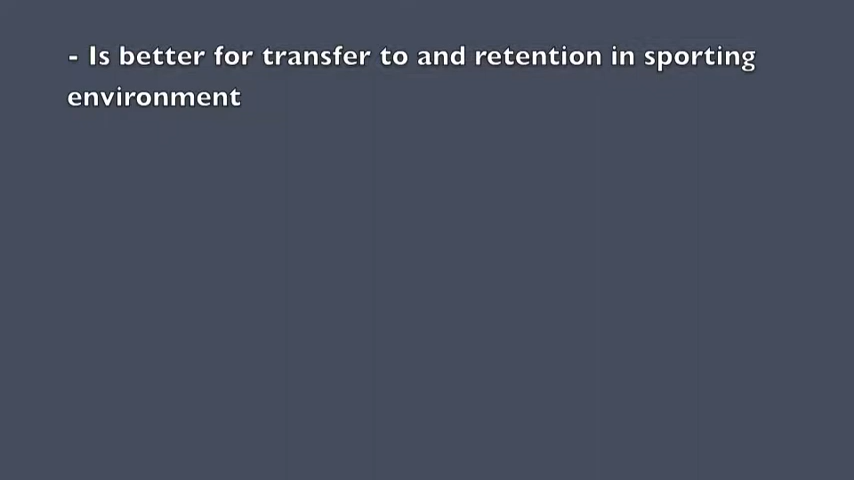 - Is better for transfer to and retention in sporting
environment